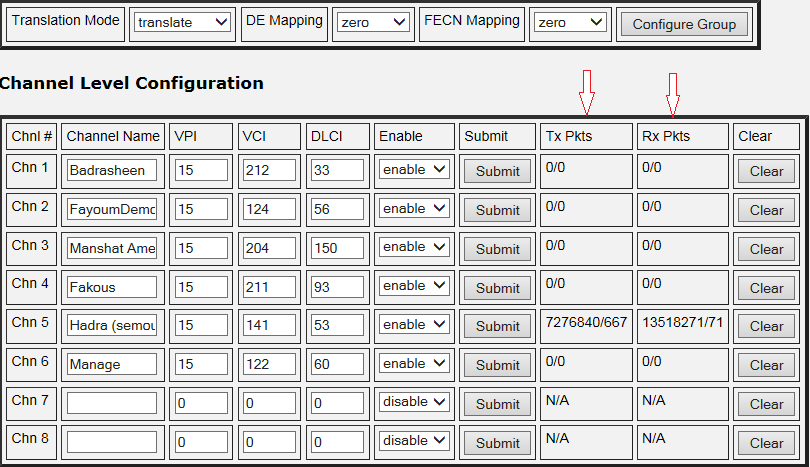 Translation Mode translate DE Mapping zero FECN Mapping zero Configure Group
Channel Level Configuration
Chnl # Channel Name VPI VCI DLCI Enable Submit Tx Pkts Rx Pkts Clear
Chn 1 Badrasheen 15 212 33 enable Submit 0/0 0/0 Clear
Chn 2 FayoumDemo 15 124 56 enable Submit 0/0 0/0 Clear
Chn 3 Manshat Ame 15 204 150 enable Submit 0/0 0/0 Clear
Chn 4 Fakous 15 211 93 enable Submit 0/0 0/0 Clear
Chn 5 Hadra (semou 15 141 53 enable Submit 7276840/667 13518271/71 Clear
Chn 6 Manage 15 122 60 enable Submit 0/0 0/0 Clear
Chn 7 0 0 0 disable Submit N/A N/A Clear
Chn 8 0 0 0 disable Submit N/A N/A Clear